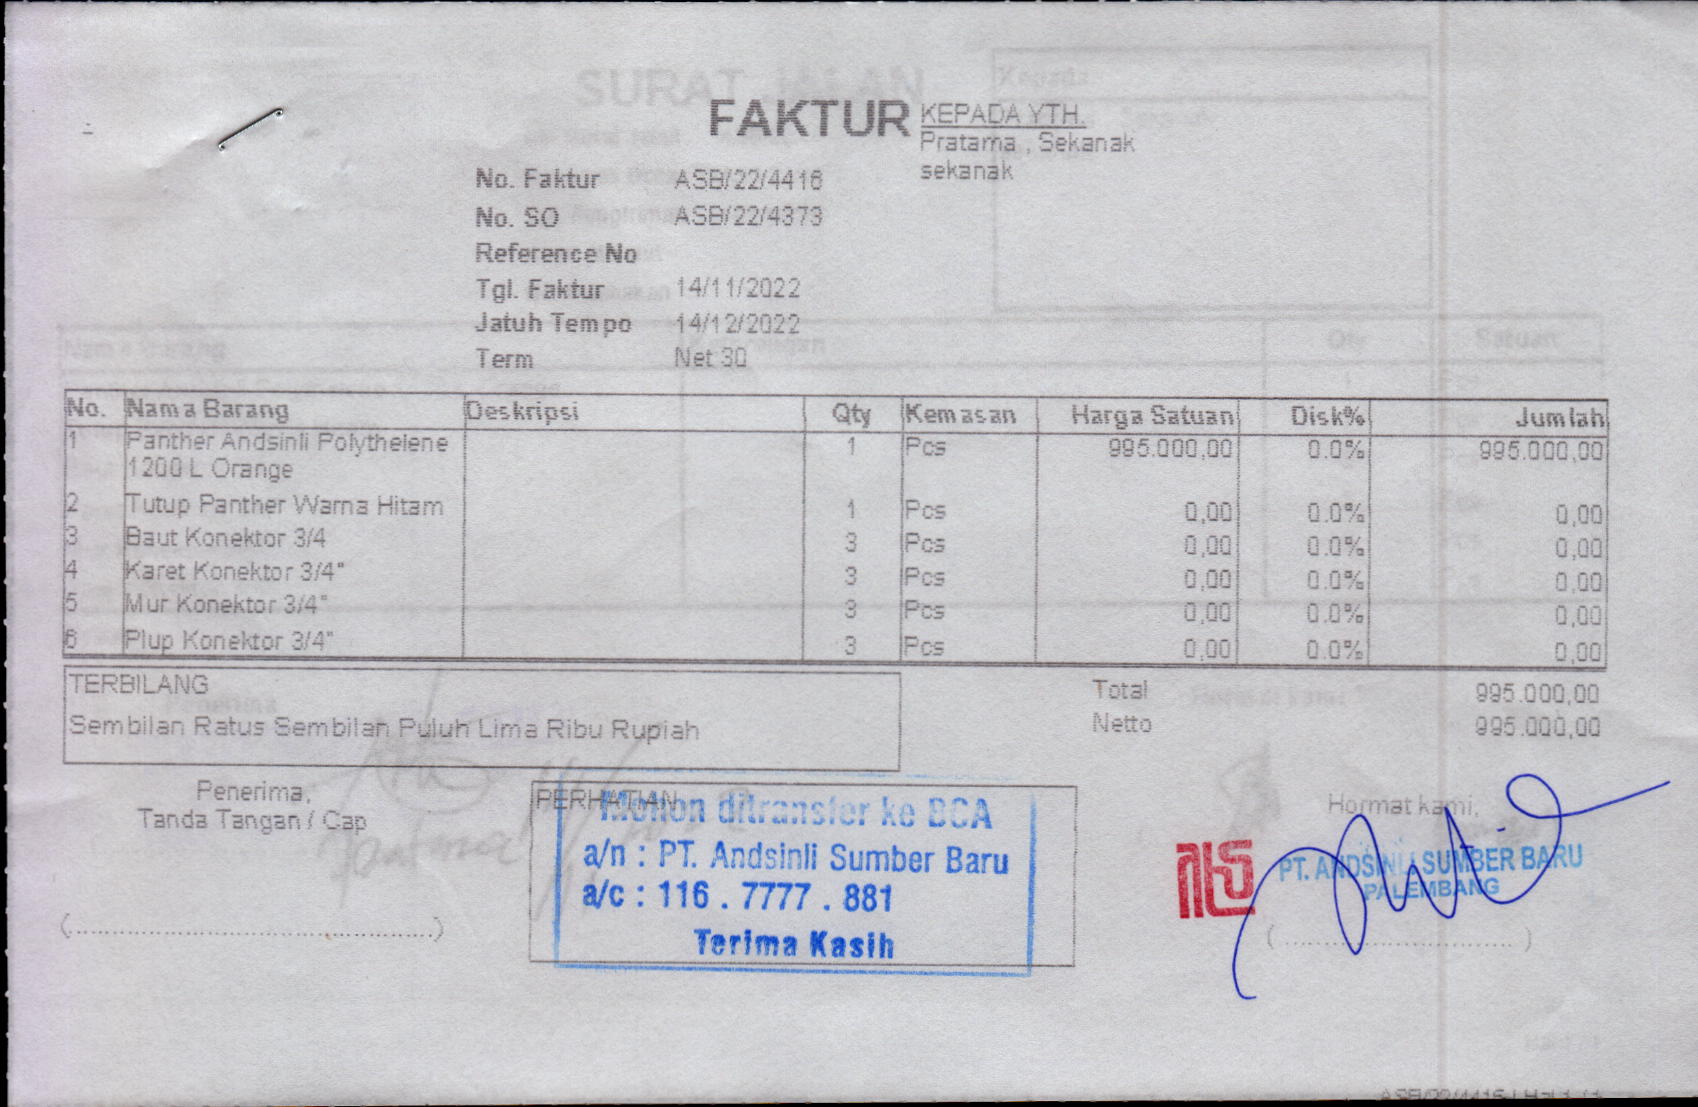 FAKTUR
KEPADA YTH.
Pratama , Sekanak
sekanak
No. Faktur ASB/22/4416
No. SO ASB/22/4373
Reference No
Tgl. Faktur 14/11/2022
Jatuh Tempo 14/12/2022
Term Net 30
No. Nama Barang Deskripsi Qty Kemasan Harga Satuan Disk% Jumlah
1 Panther Andsinli Polythelene 1 Pcs 995.000,00 0.0% 995.000,00
1200 L Orange
2 Tutup Panther Warna Hitam 1 Pcs 0,00 0.0% 0,00
3 Baut Konektor 3/4 3 Pcs 0,00 0.0% 0,00
4 Karet Konektor 3/4" 3 Pcs 0,00 0.0% 0,00
5 Mur Konektor 3/4" 3 Pcs 0,00 0.0% 0,00
6 Plup Konektor 3/4" 3 Pcs 0,00 0.0% 0,00
TERBILANG
Sembilan Ratus Sembilan Puluh Lima Ribu Rupiah
Total 995.000,00
Netto 995.000,00
Penerima,
Tanda Tangan / Cap
PERHATIAN
Mohon ditransfer ke BCA
a/n : PT. Andsinli Sumber Baru
a/c : 116 . 7777 . 881
Terima Kasih
Hormat kami,
PT. ANDSINLI SUMBER BARU
PALEMBANG
SURAT JALAN
Kepada
Nama Barang
Qty Satuan
Penerima